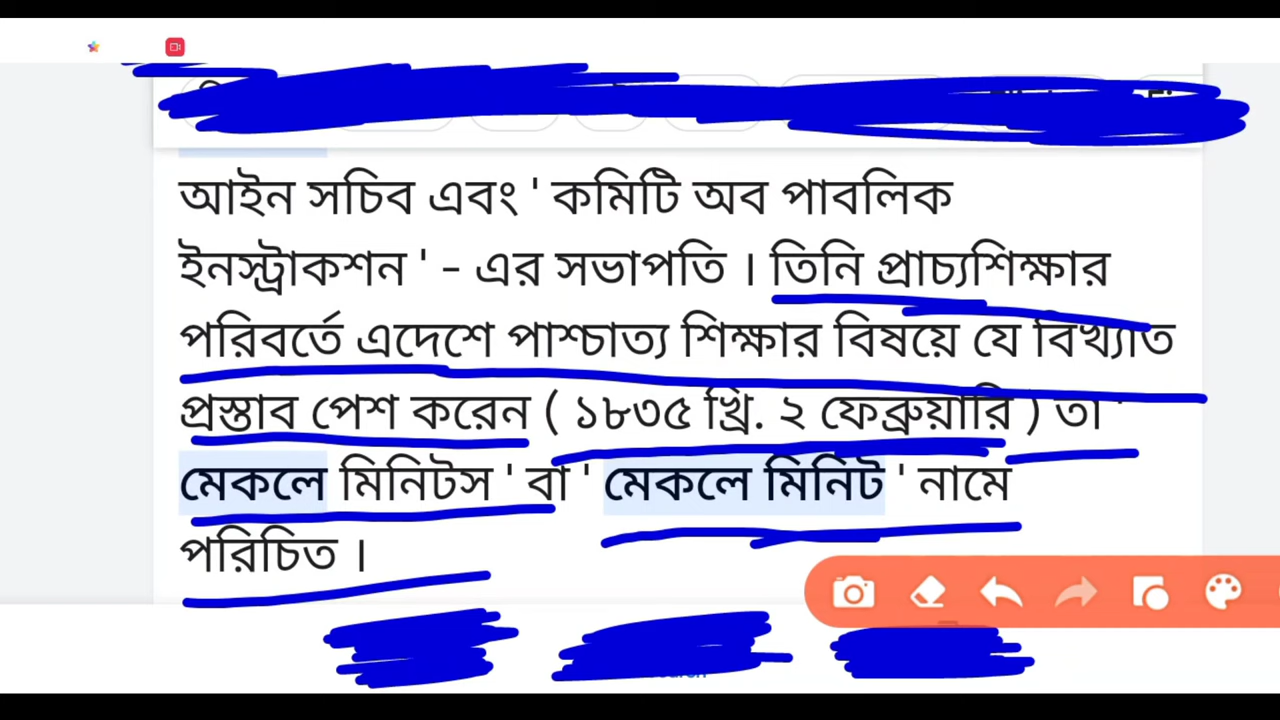 আইন সচিব এবং ' কমিটি অব পাবলিক
ইনস্ট্রাকশন ' - এর সভাপতি । তিনি প্রাচ্যশিক্ষার
পরিবর্তে এদেশে পাশ্চাত্য শিক্ষার বিষয়ে যে বিখ্যাত
প্রস্তাব পেশ করেন ( ১৮৩৫ খ্রি. ২ ফেব্রুয়ারি ) তা '
মেকলে মিনিটস ' বা ' মেকলে মিনিট ' নামে
পরিচিত ।